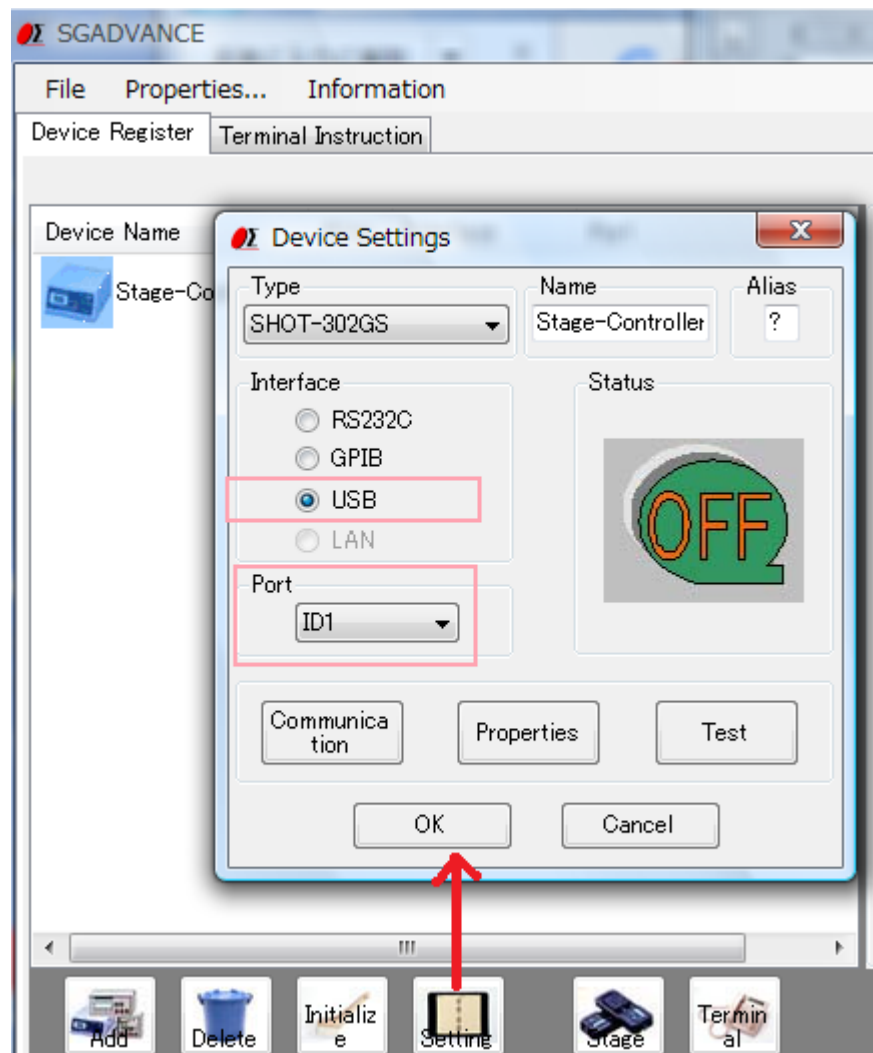 SGADVANCE
File Properties... Information
Device Register Terminal Instruction
Device Name
Stage-Co
Device Settings
Type
SHOT-302GS
Name
Stage-Controller
Alias
?
Interface
RS232C
GPIB
USB
LAN
Status
OFF
Port
ID1
Communica
tion
Properties
Test
OK
Cancel
Add
Delete
Initializ
e
Setting
Stage
Termin
al